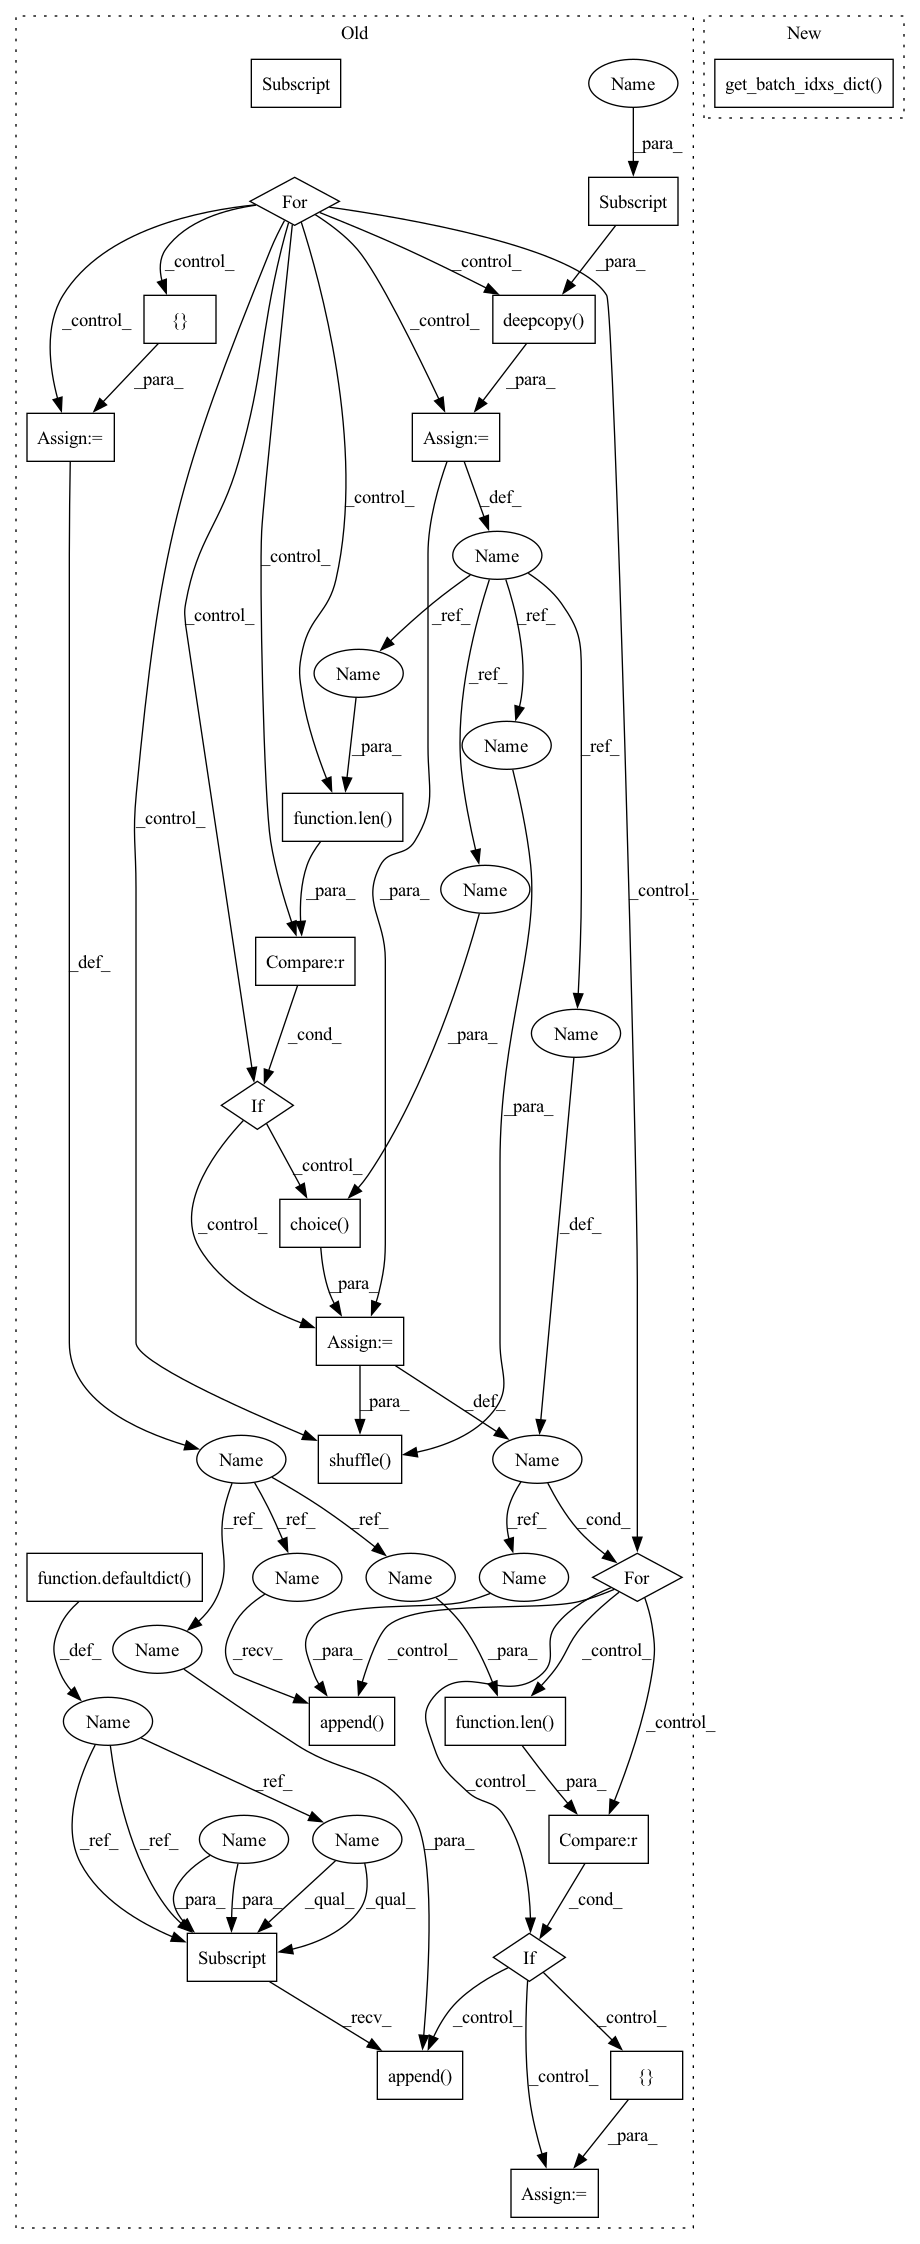 Old
New
Subscript
Name
get_batch_idxs_dict()
_para_
For
Subscript
_control_
_control_
_para_
{}
deepcopy()
_control_
_control_
_para_
_para_
Assign:=
Assign:=
_control_
_def_
Name
_control_
_control_
_ref_
_ref_
Name
_ref_
_ref_
Name
_para_
_control_
function.len()
_para_
_para_
Name
_control_
_def_
Compare:r
_cond_
Name
_para_
If
_para_
_control_
choice()
_control_
_def_
_para_
Assign:=
_para_
_def_
Name
shuffle()
Name
_ref_
_ref_
_ref_
_ref_
_cond_
function.defaultdict()
Name
Name
Name
For
_def_
Name
_recv_
_para_
_control_
_para_
_control_
Name
append()
function.len()
_control_
_ref_
_control_
_para_
_ref_
_ref_
Name
Name
_para_
Compare:r
_para_
_para_
_qual_
_qual_
_cond_
Subscript
If
_recv_
_control_
_control_
append()
_control_
{}
_para_
Assign:=